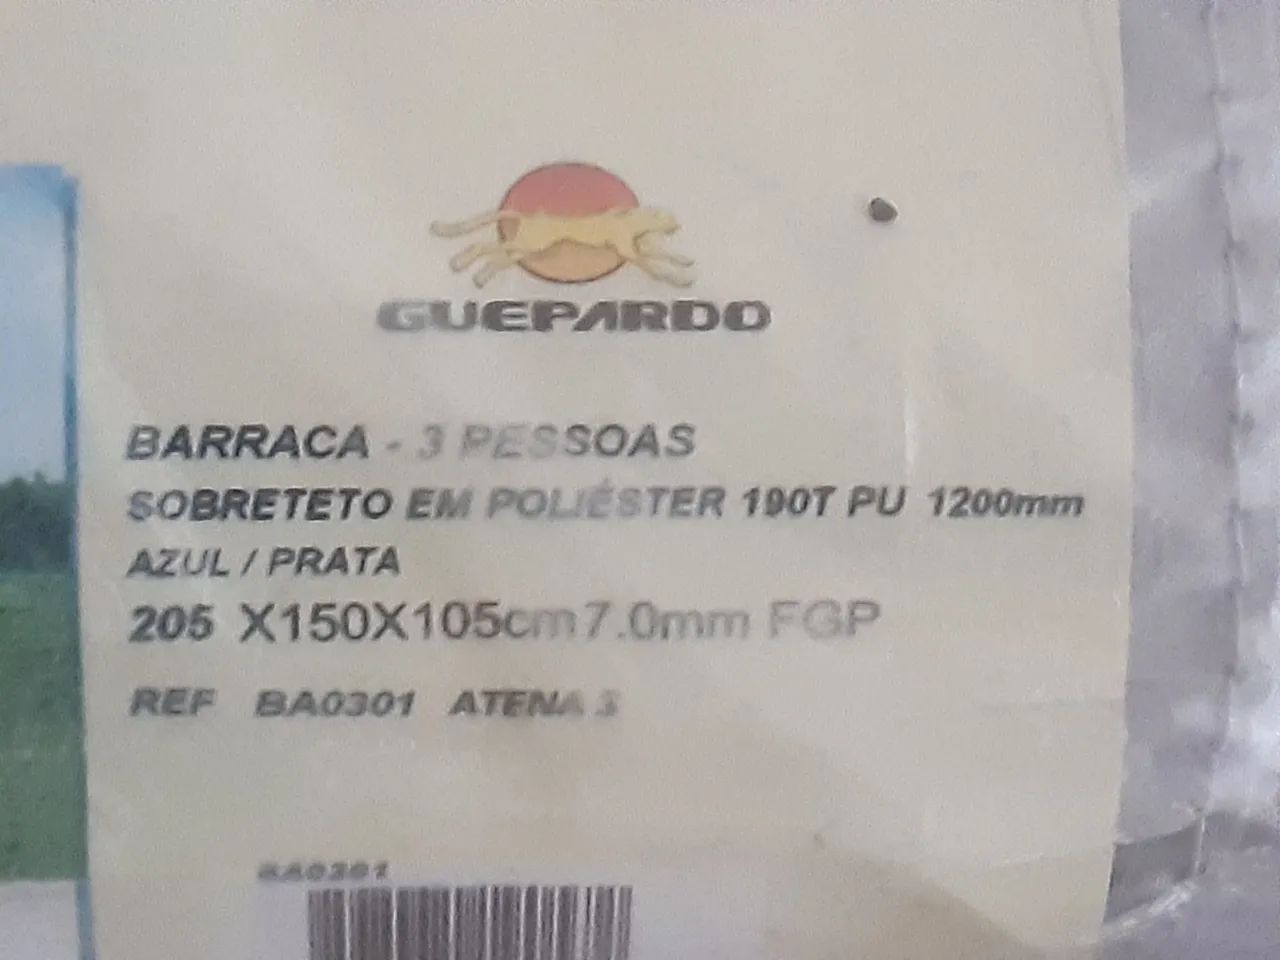 GUEPARDO
BARRACA - 3 PESSOAS
SOBRETETO EM POLIÉSTER 190T PU 1200mm
AZUL / PRATA
205 X150X105cm7.0mm FGP
REF BA0301 ATENA 3
BA0301